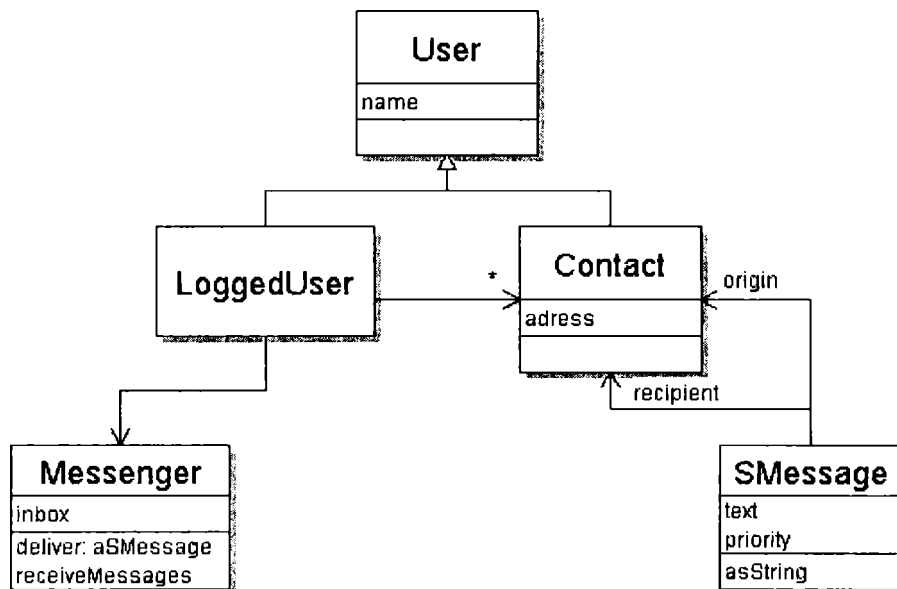 User
name
LoggedUser
*
Contact
adress
origin
recipient
Messenger
inbox
deliver: aSMessage
receiveMessages
SMessage
text
priority
asString